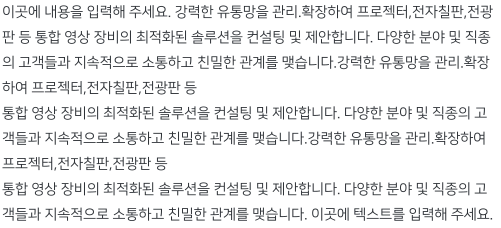 이곳에 내용을 입력해 주세요. 강력한 유통망을 관리.확장하여 프로젝터,전자칠판,전광
판 등 통합 영상 장비의 최적화된 솔루션을 컨설팅 및 제안합니다. 다양한 분야 및 직종
의 고객들과 지속적으로 소통하고 친밀한 관계를 맺습니다.강력한 유통망을 관리.확장
하여 프로젝터,전자칠판,전광판 등
통합 영상 장비의 최적화된 솔루션을 컨설팅 및 제안합니다. 다양한 분야 및 직종의 고
객들과 지속적으로 소통하고 친밀한 관계를 맺습니다.강력한 유통망을 관리.확장하여
프로젝터,전자칠판,전광판 등
통합 영상 장비의 최적화된 솔루션을 컨설팅 및 제안합니다. 다양한 분야 및 직종의 고
객들과 지속적으로 소통하고 친밀한 관계를 맺습니다. 이곳에 텍스트를 입력해 주세요.